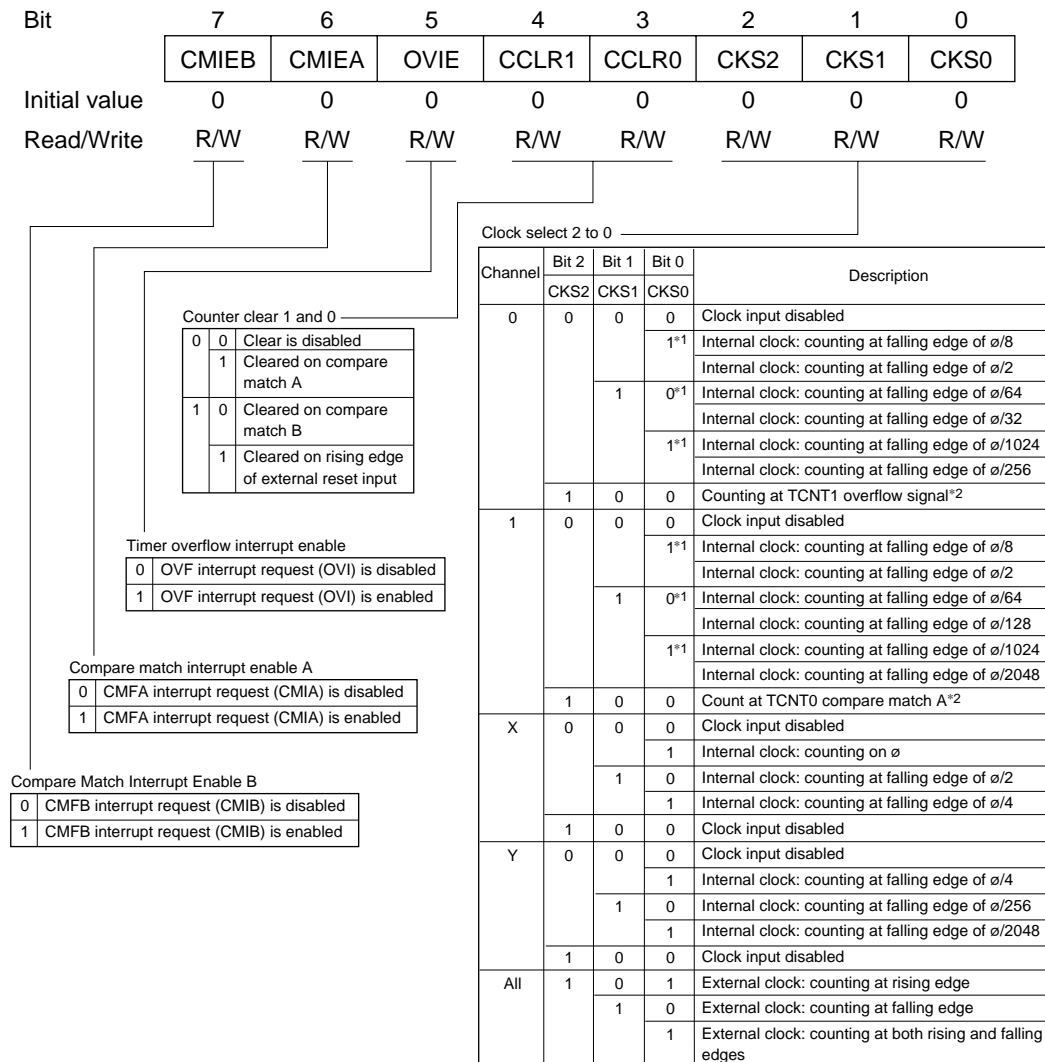 Bit 7 6 5 4 3 2 1 0
CMIEB CMIEA OVIE CCLR1 CCLR0 CKS2 CKS1 CKS0
Initial value 0 0 0 0 0 0 0 0
Read/Write R/W R/W R/W R/W R/W R/W R/W R/W
Counter clear 1 and 0
0 0 Clear is disabled
1 Cleared on compare
match A
1 0 Cleared on compare
match B
1 Cleared on rising edge
of external reset input
Timer overflow interrupt enable
0 OVF interrupt request (OVI) is disabled
1 OVF interrupt request (OVI) is enabled
Compare match interrupt enable A
0 CMFA interrupt request (CMIA) is disabled
1 CMFA interrupt request (CMIA) is enabled
Compare Match Interrupt Enable B
0 CMFB interrupt request (CMIB) is disabled
1 CMFB interrupt request (CMIB) is enabled
Clock select 2 to 0
Channel Bit 2 Bit 1 Bit 0 Description
CKS2 CKS1 CKS0
0 0 0 0 Clock input disabled
1*1 Internal clock: counting at falling edge of ø/8
Internal clock: counting at falling edge of ø/2
1 0*1 Internal clock: counting at falling edge of ø/64
Internal clock: counting at falling edge of ø/32
1*1 Internal clock: counting at falling edge of ø/1024
Internal clock: counting at falling edge of ø/256
1 0 0 Counting at TCNT1 overflow signal*2
1 0 0 0 Clock input disabled
1*1 Internal clock: counting at falling edge of ø/8
Internal clock: counting at falling edge of ø/2
1 0*1 Internal clock: counting at falling edge of ø/64
Internal clock: counting at falling edge of ø/128
1*1 Internal clock: counting at falling edge of ø/1024
Internal clock: counting at falling edge of ø/2048
1 0 0 Count at TCNT0 compare match A*2
X 0 0 0 Clock input disabled
1 Internal clock: counting on ø
1 0 Internal clock: counting at falling edge of ø/2
1 Internal clock: counting at falling edge of ø/4
1 0 0 Clock input disabled
Y 0 0 0 Clock input disabled
1 Internal clock: counting at falling edge of ø/4
1 0 Internal clock: counting at falling edge of ø/256
1 Internal clock: counting at falling edge of ø/2048
1 0 0 Clock input disabled
All 1 0 1 External clock: counting at rising edge
1 0 External clock: counting at falling edge
1 External clock: counting at both rising and falling
edges